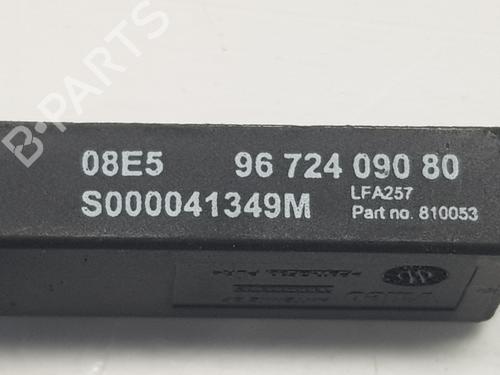 08E5 96 724 090 80
S000041349M LFA257
Part no. 810053
B-PARTS